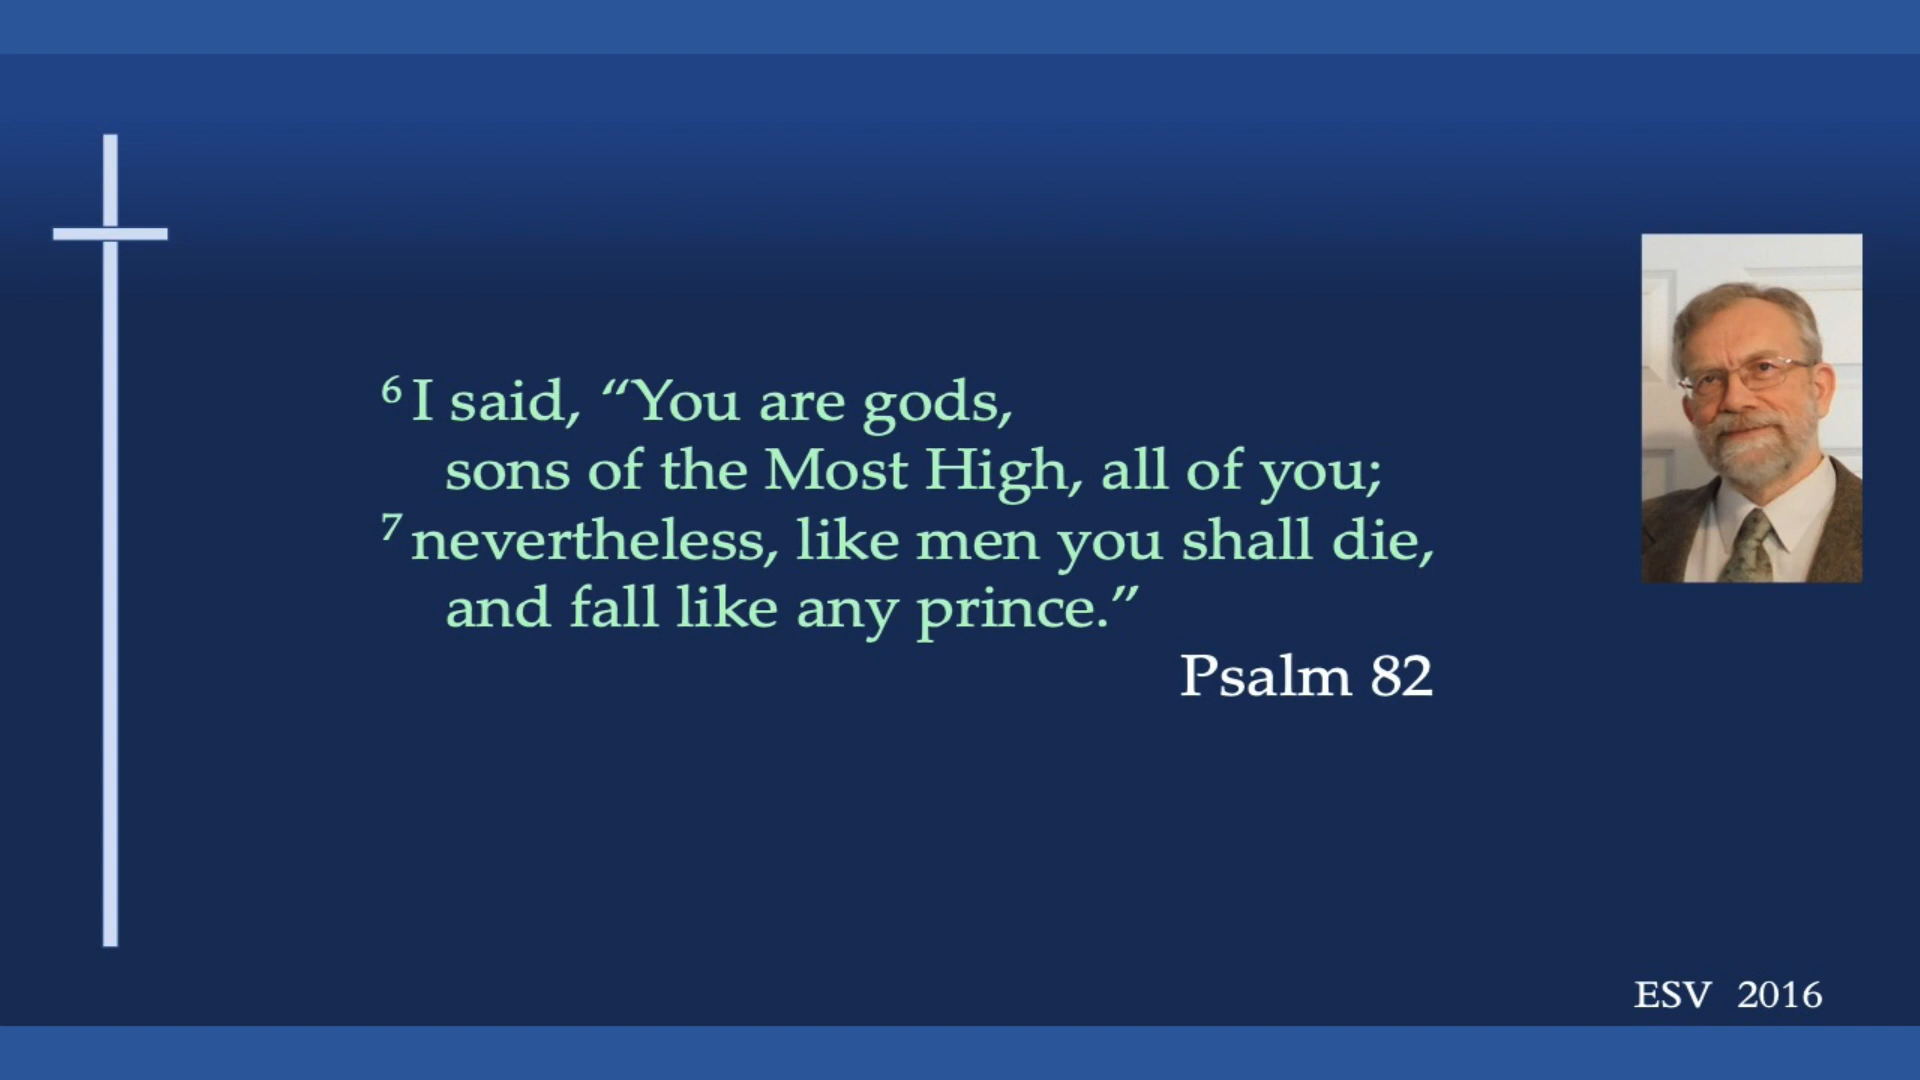 ⁶ I said, “You are gods,
sons of the Most High, all of you;
⁷ nevertheless, like men you shall die,
and fall like any prince.”
Psalm 82
ESV 2016